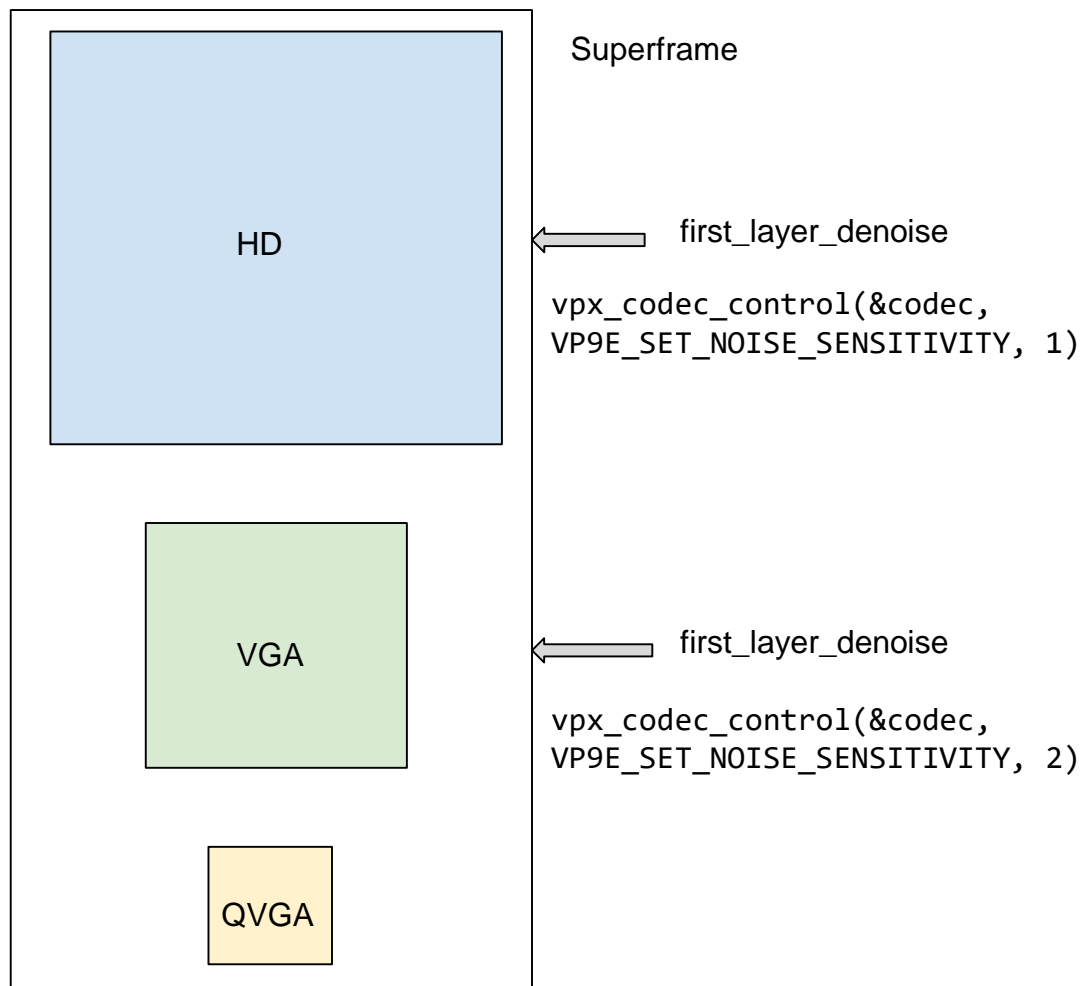 Superframe
HD
first_layer_denoise
vpx_codec_control(&codec,
VP9E_SET_NOISE_SENSITIVITY, 1)
VGA
first_layer_denoise
vpx_codec_control(&codec,
VP9E_SET_NOISE_SENSITIVITY, 2)
QVGA